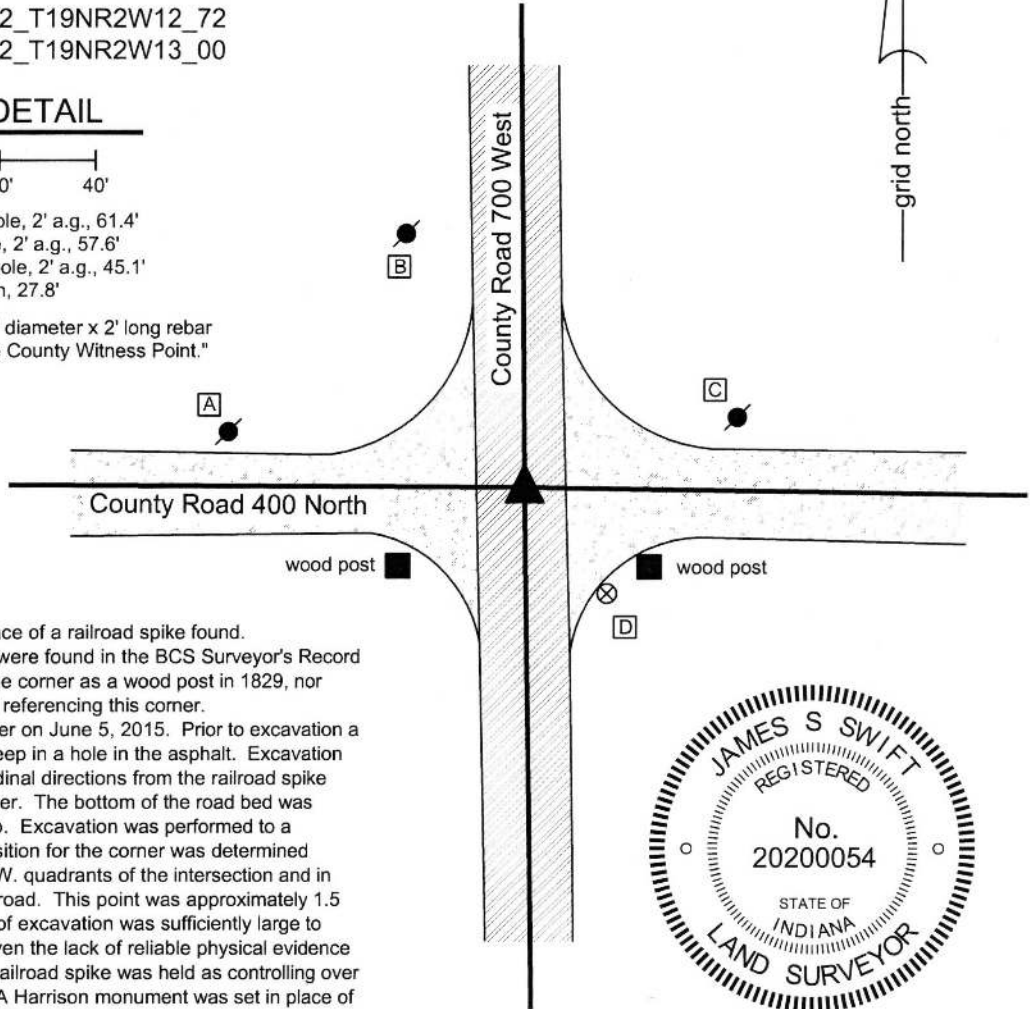 2_T19NR2W12_72
2_T19NR2W13_00
DETAIL
0'
40'
ole, 2' a.g., 61.4'
e, 2' a.g., 57.6'
ole, 2' a.g., 45.1'
n, 27.8'
diameter x 2' long rebar
County Witness Point."
County Road 700 West
grid north
B
A
C
County Road 400 North
wood post
wood post
D
ace of a railroad spike found.
were found in the BCS Surveyor's Record
e corner as a wood post in 1829, nor
referencing this corner.
er on June 5, 2015. Prior to excavation a
eep in a hole in the asphalt. Excavation
dinal directions from the railroad spike
er. The bottom of the road bed was
o. Excavation was performed to a
sition for the corner was determined
W. quadrants of the intersection and in
road. This point was approximately 1.5
of excavation was sufficiently large to
ven the lack of reliable physical evidence
railroad spike was held as controlling over
A Harrison monument was set in place of
JAMES S SWIFT
REGISTERED
No.
20200054
STATE OF
INDIANA
LAND SURVEYOR